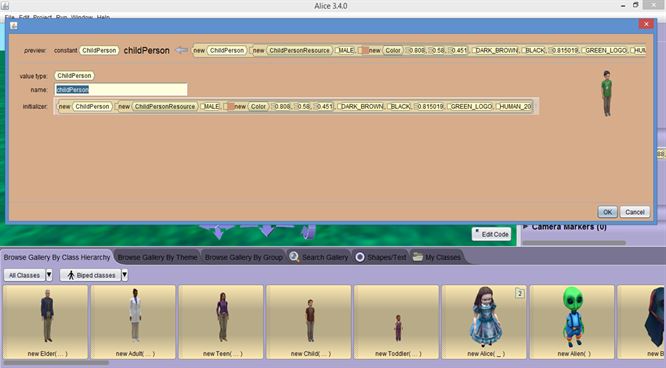 Alice 3.4.0
File Edit Project Run Window Help
preview: constant ChildPerson childPerson new ChildPerson new ChildPersonResource MALE, new Color 0.808, 0.58, 0.451, DARK_BROWN, BLACK, 0.815019, GREEN_LOGO,
value type: ChildPerson
name: childPerson
initializer: new ChildPerson new ChildPersonResource MALE, new Color 0.808, 0.58, 0.451, DARK_BROWN, BLACK, 0.815019, GREEN_LOGO, HUMAN_20
OK Cancel
Edit Code
Camera Markers (0)
Browse Gallery By Class Hierarchy Browse Gallery By Theme Browse Gallery By Group Search Gallery Shapes/Text My Classes
All Classes Biped classes
2
new Elder( ... ) new Adult( ... ) new Teen( ... ) new Child( ... ) new Toddler( ... ) new Alice( _ ) new Alien( ) new B